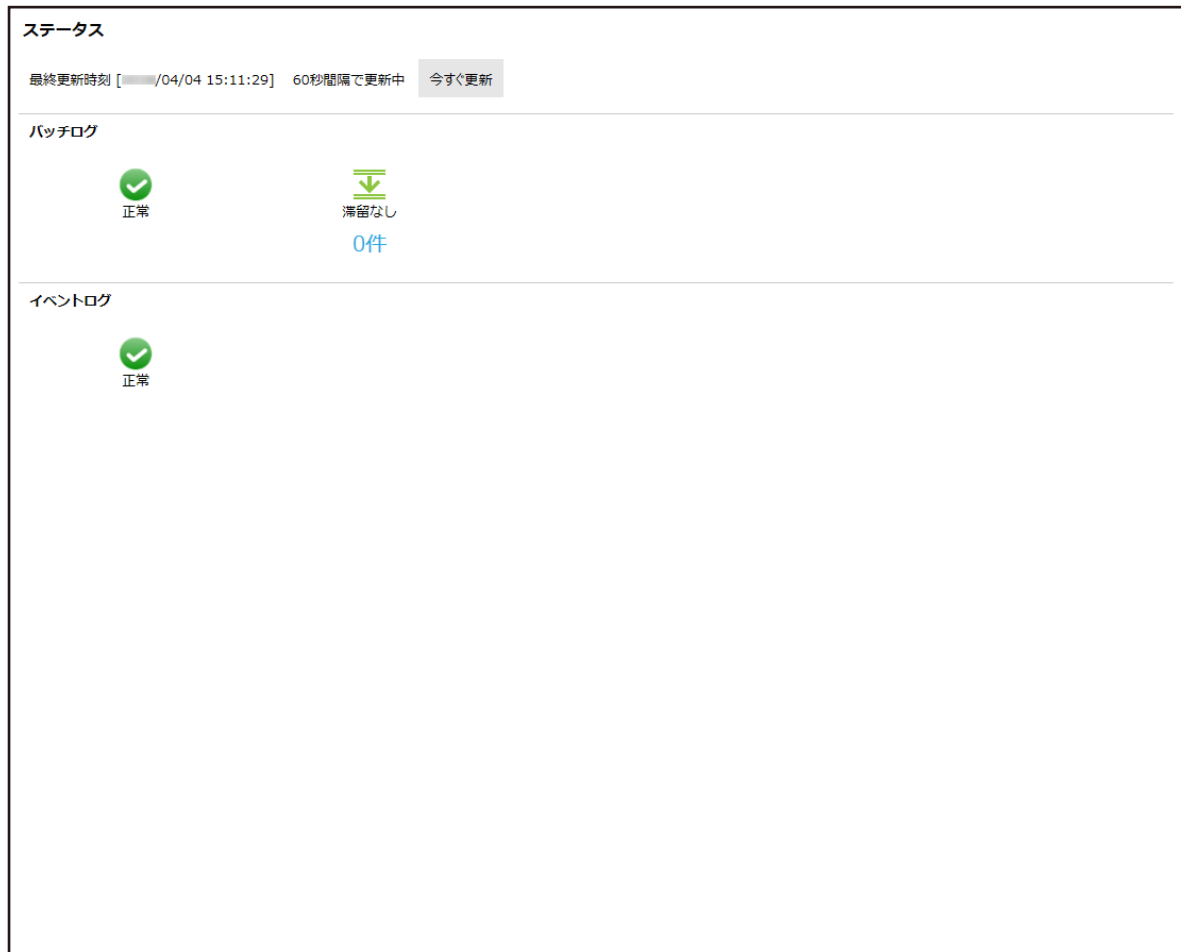 ステータス
最終更新時刻 [ /04/04 15:11:29] 60秒間隔で更新中 今すぐ更新
バッチログ
正常 滞留なし
0件
イベントログ
正常